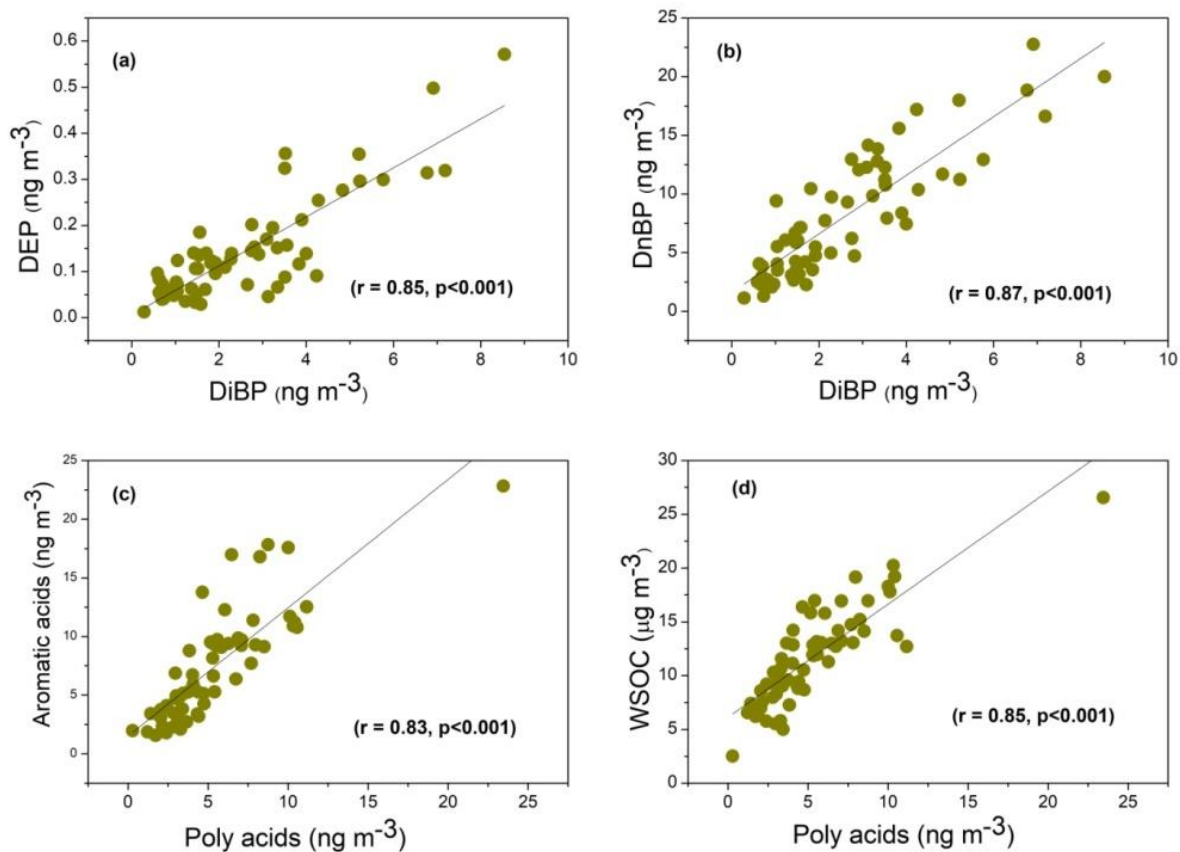 (a)
0.6
0.5
0.4
0.3
0.2
0.1
0.0
DEP (ng m-3)
(r = 0.85, p<0.001)
0 2 4 6 8 10
DiBP (ng m-3)
(b)
25
20
15
10
5
0
DnBP (ng m-3)
(r = 0.87, p<0.001)
0 2 4 6 8 10
DiBP (ng m-3)
(c)
25
20
15
10
5
0
Aromatic acids (ng m-3)
(r = 0.83, p<0.001)
0 5 10 15 20 25
Poly acids (ng m-3)
(d)
30
25
20
15
10
5
0
WSOC (μg m-3)
(r = 0.85, p<0.001)
0 5 10 15 20 25
Poly acids (ng m-3)